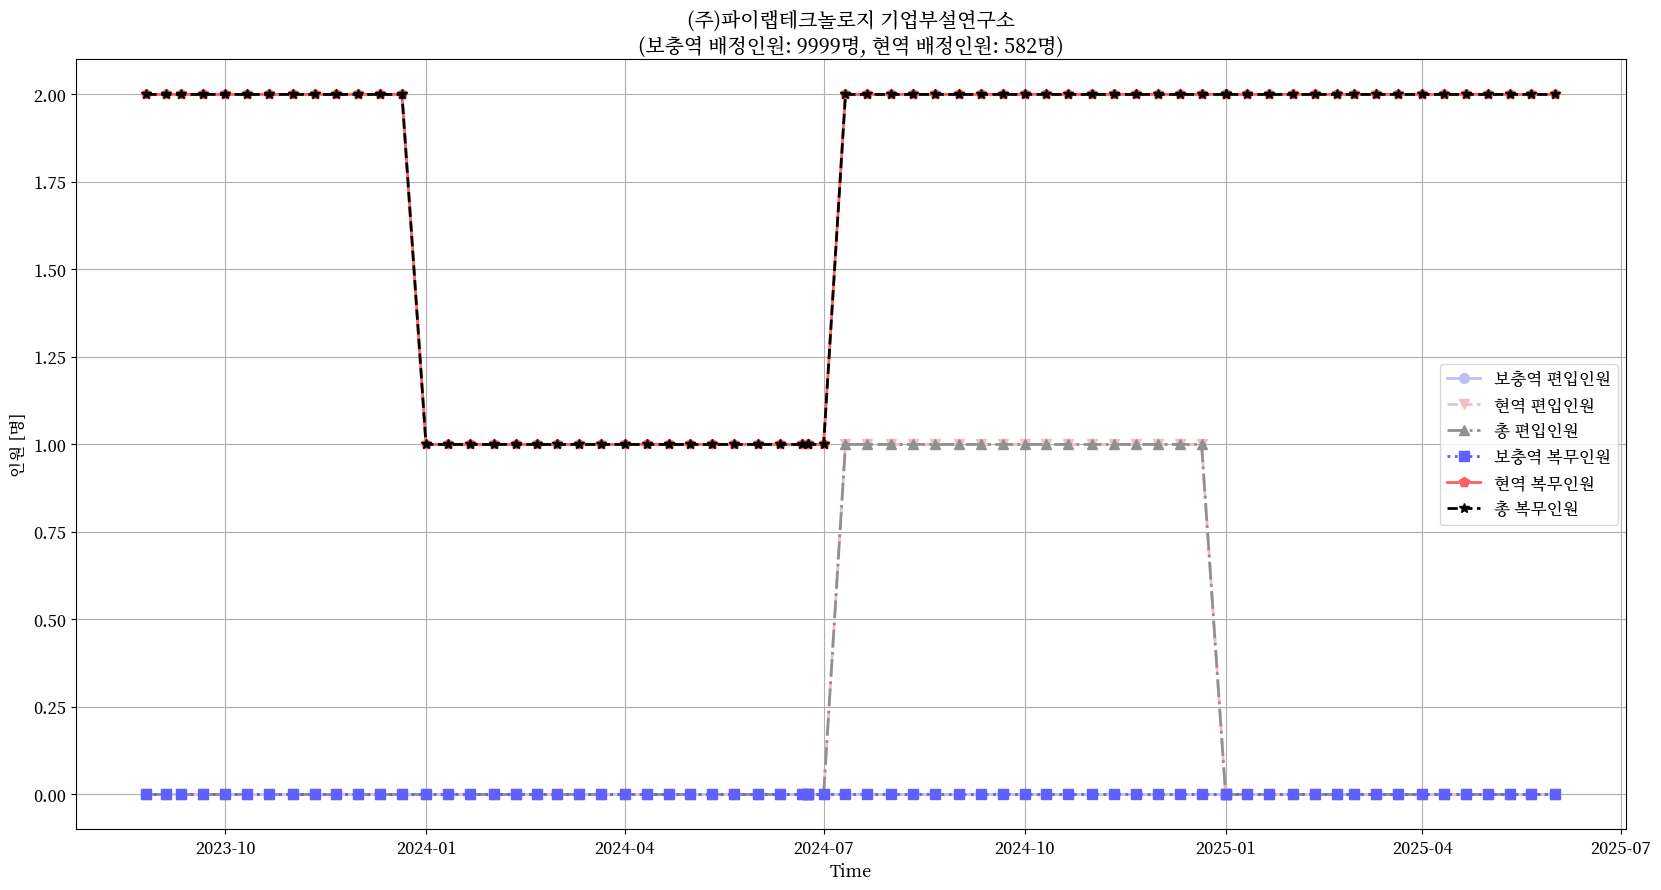 (주)파이랩테크놀로지 기업부설연구소
(보충역 배정인원: 9999명, 현역 배정인원: 582명)
2.00
1.75
1.50
1.25
1.00
0.75
0.50
0.25
0.00
인원 [명]
보충역 편입인원
현역 편입인원
총 편입인원
보충역 복무인원
현역 복무인원
총 복무인원
2023-10
2024-01
2024-04
2024-07
2024-10
2025-01
2025-04
2025-07
Time